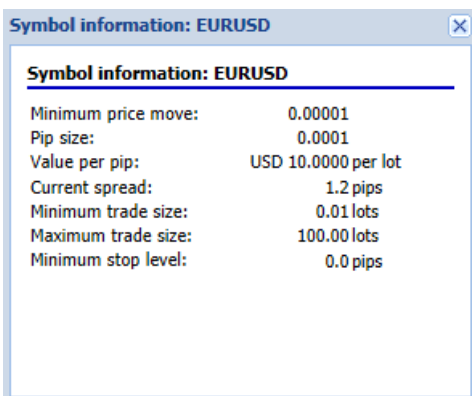 Symbol information: EURUSD
Symbol information: EURUSD
Minimum price move: 0.00001
Pip size: 0.0001
Value per pip: USD 10.0000 per lot
Current spread: 1.2 pips
Minimum trade size: 0.01 lots
Maximum trade size: 100.00 lots
Minimum stop level: 0.0 pips